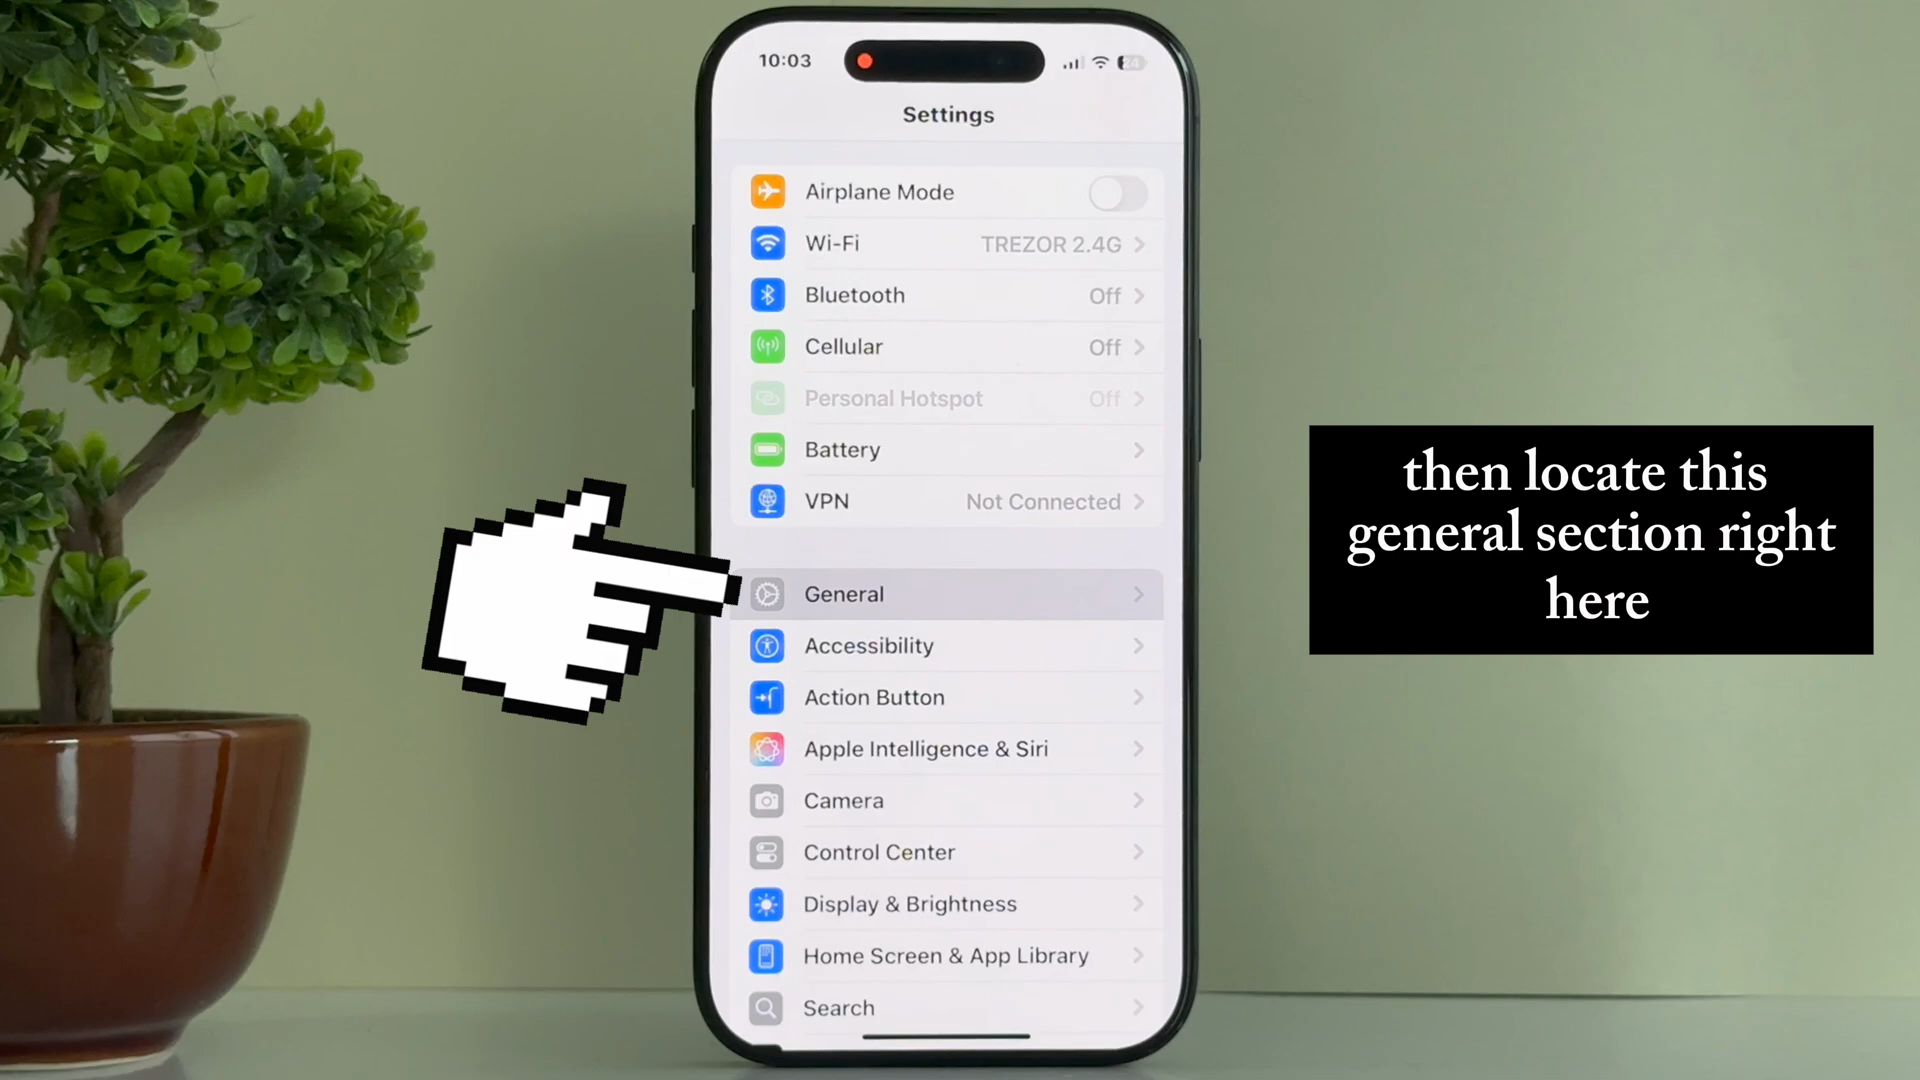 10:03
24
Settings
Airplane Mode
Wi-Fi TREZOR 2.4G
Bluetooth Off
Cellular Off
Personal Hotspot Off
Battery
VPN Not Connected
General
Accessibility
Action Button
Apple Intelligence & Siri
Camera
Control Center
Display & Brightness
Home Screen & App Library
Search
then locate this
general section right
here